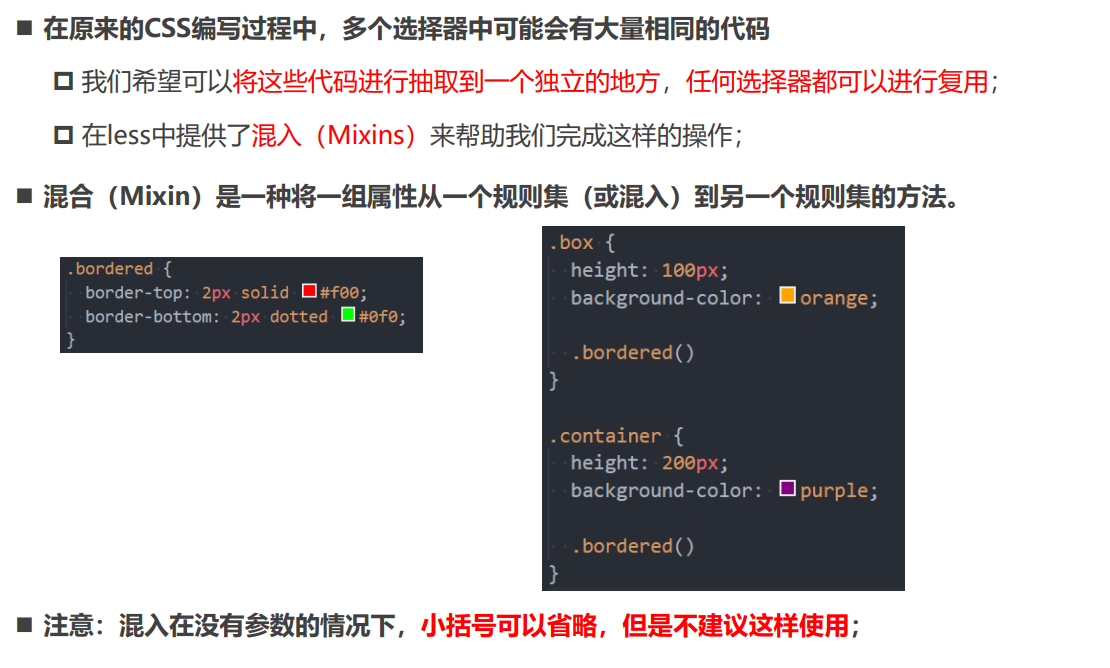 ■ 在原来的CSS编写过程中，多个选择器中可能会有大量相同的代码
我们希望可以将这些代码进行抽取到一个独立的地方，任何选择器都可以进行复用；
在less中提供了混入（Mixins）来帮助我们完成这样的操作；
■ 混合（Mixin）是一种将一组属性从一个规则集（或混入）到另一个规则集的方法。
.bordered {
border-top: 2px solid #f00;
border-bottom: 2px dotted #0f0;
}
.box {
height: 100px;
background-color: orange;
.bordered()
}
.container {
height: 200px;
background-color: purple;
.bordered()
}
■ 注意：混入在没有参数的情况下，小括号可以省略，但是不建议这样使用；